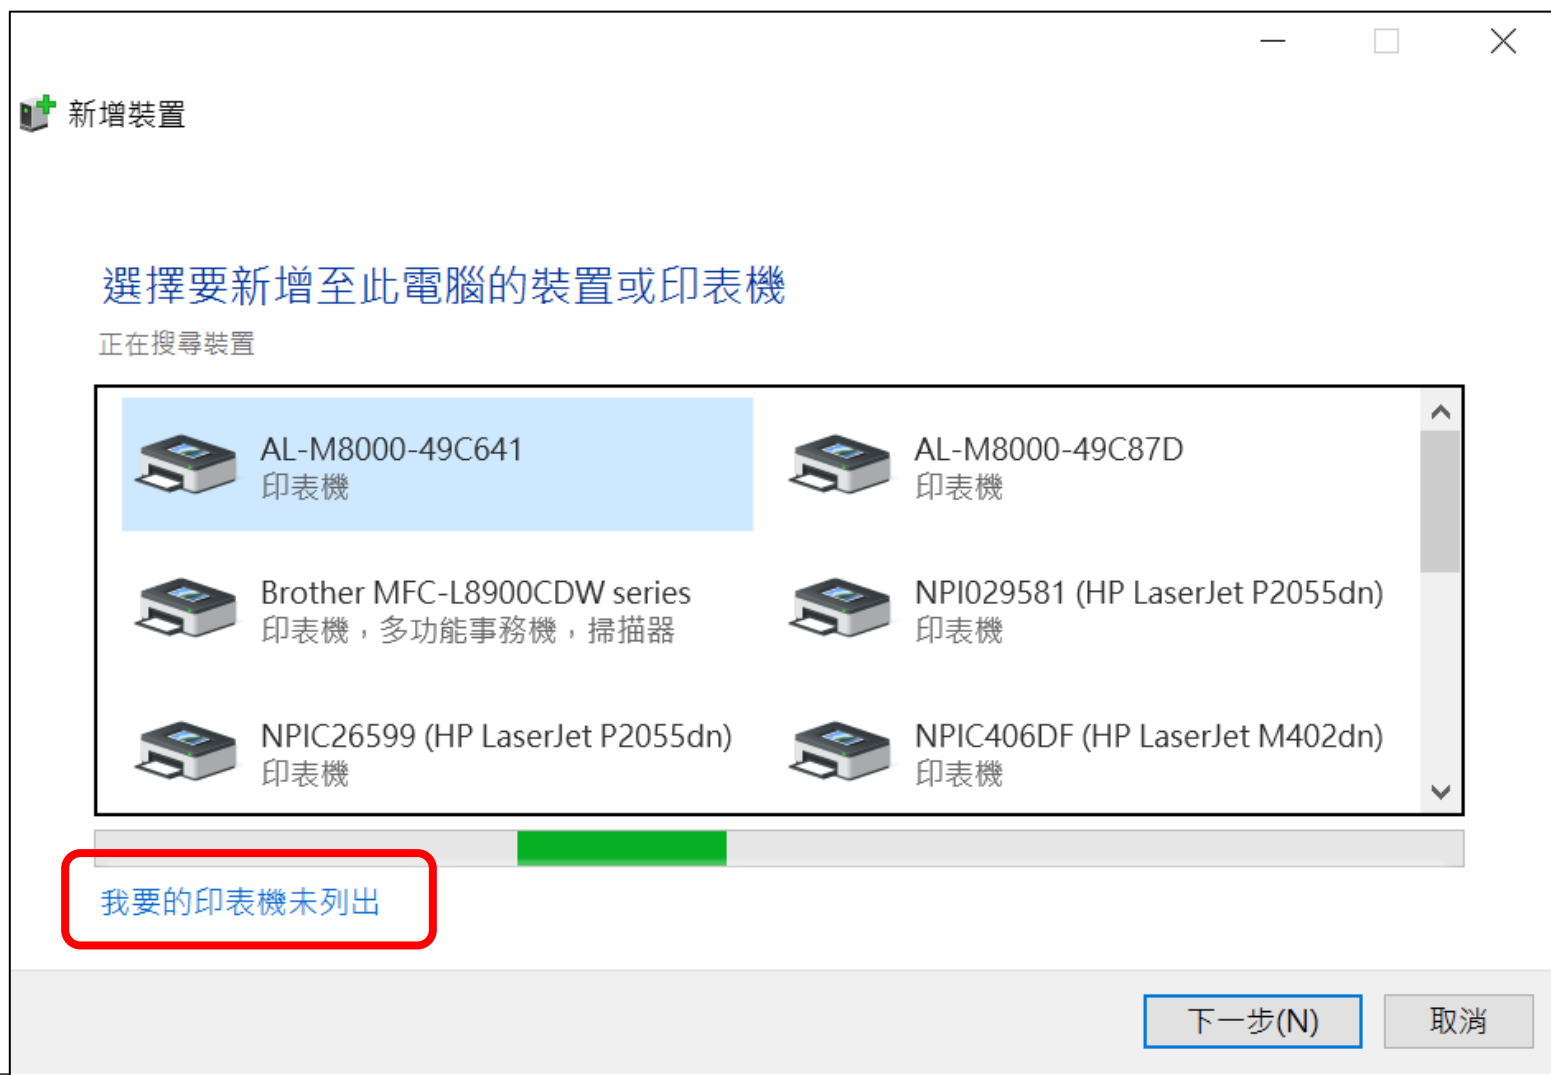 新增裝置
選擇要新增至此電腦的裝置或印表機
正在搜尋裝置
AL-M8000-49C641
印表機
AL-M8000-49C87D
印表機
Brother MFC-L8900CDW series
印表機，多功能事務機，掃描器
NPI029581 (HP LaserJet P2055dn)
印表機
NPIC26599 (HP LaserJet P2055dn)
印表機
NPIC406DF (HP LaserJet M402dn)
印表機
我要的印表機未列出
下一步(N)
取消